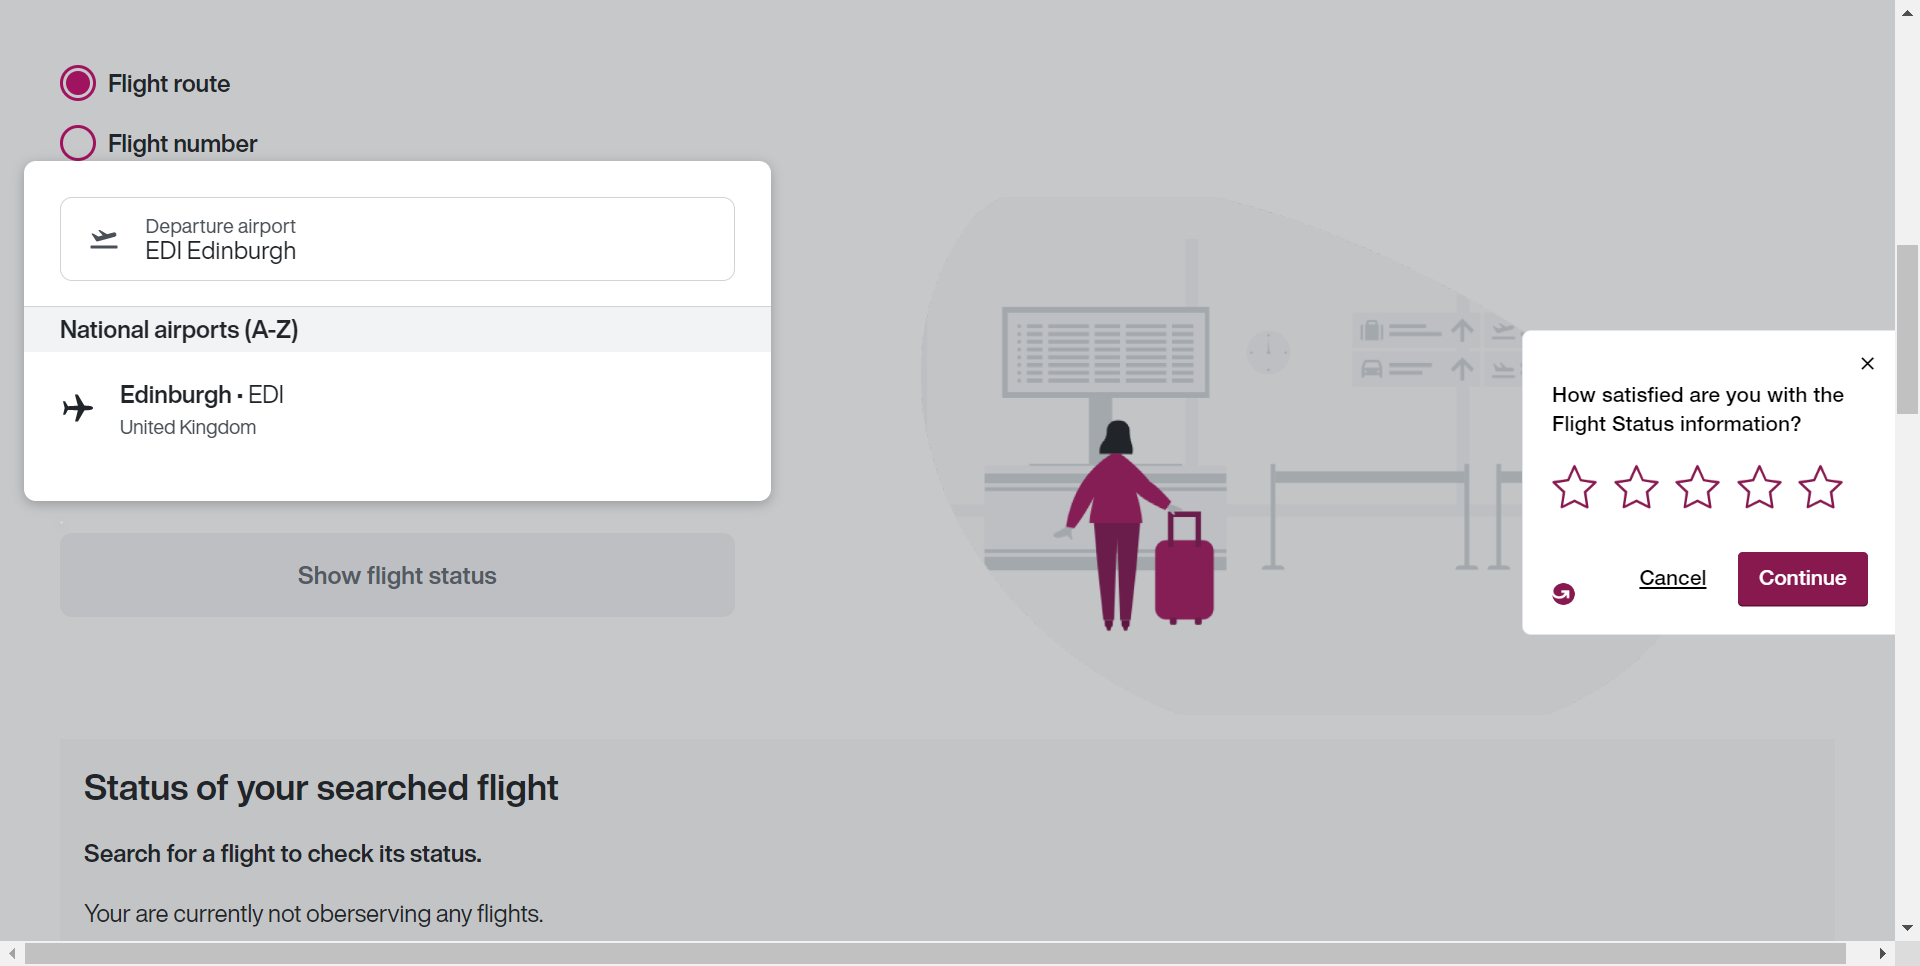 Flight route
Flight number
Departure airport
EDI Edinburgh
National airports (A-Z)
Edinburgh • EDI
United Kingdom
Show flight status
How satisfied are you with the
Flight Status information?
Cancel
Continue
Status of your searched flight
Search for a flight to check its status.
Your are currently not oberserving any flights.